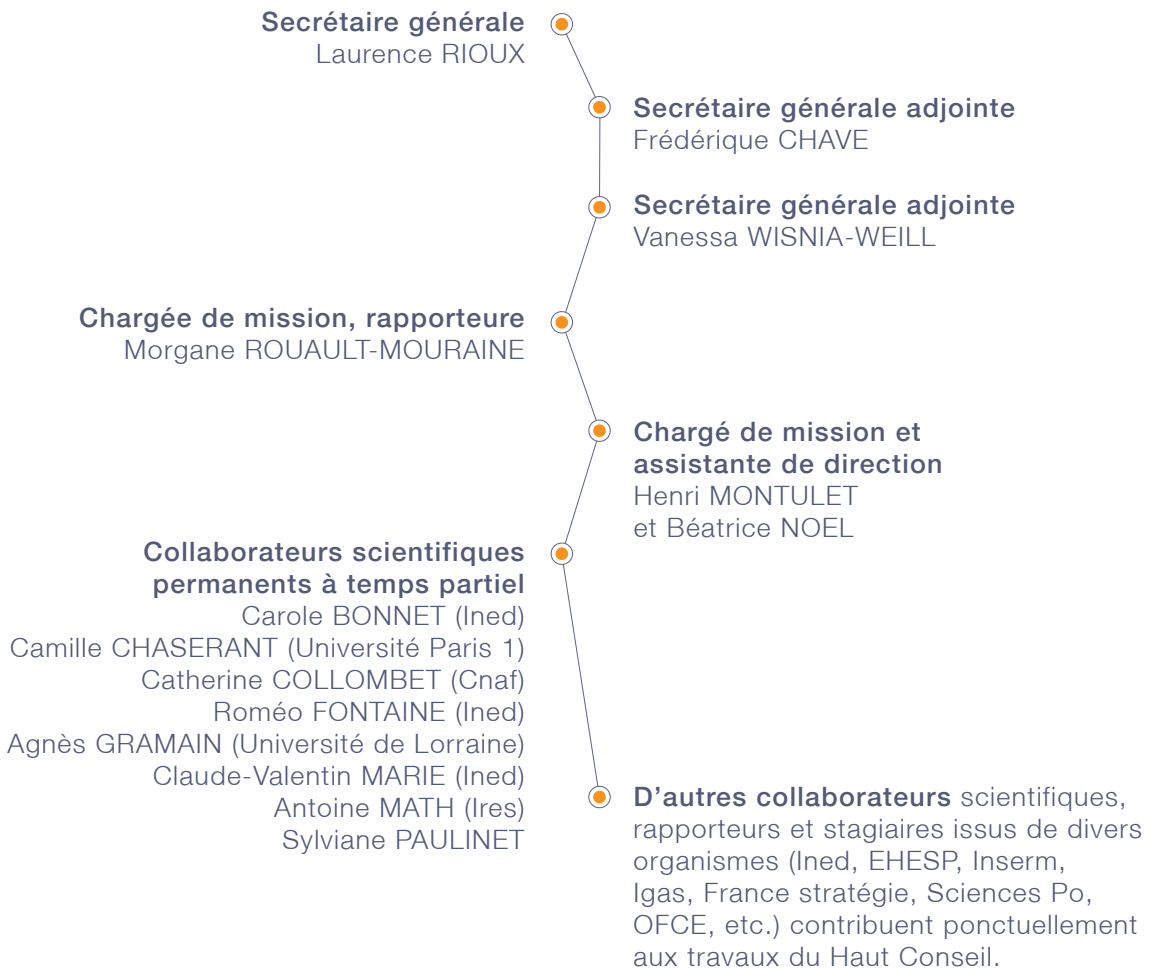 Secrétaire générale
Laurence RIOUX
Secrétaire générale adjointe
Frédérique CHAVE
Secrétaire générale adjointe
Vanessa WISNIA-WEILL
Chargée de mission, rapporteure
Morgane ROUAULT-MOURAINE
Chargé de mission et
assistante de direction
Henri MONTULET
et Béatrice NOEL
Collaborateurs scientifiques
permanents à temps partiel
Carole BONNET (Ined)
Camille CHASERANT (Université Paris 1)
Catherine COLLOMBET (Cnaf)
Roméo FONTAINE (Ined)
Agnès GRAMAIN (Université de Lorraine)
Claude-Valentin MARIE (Ined)
Antoine MATH (Ires)
Sylviane PAULINET
D’autres collaborateurs scientifiques,
rapporteurs et stagiaires issus de divers
organismes (Ined, EHESP, Inserm,
Igas, France stratégie, Sciences Po,
OFCE, etc.) contribuent ponctuellement
aux travaux du Haut Conseil.